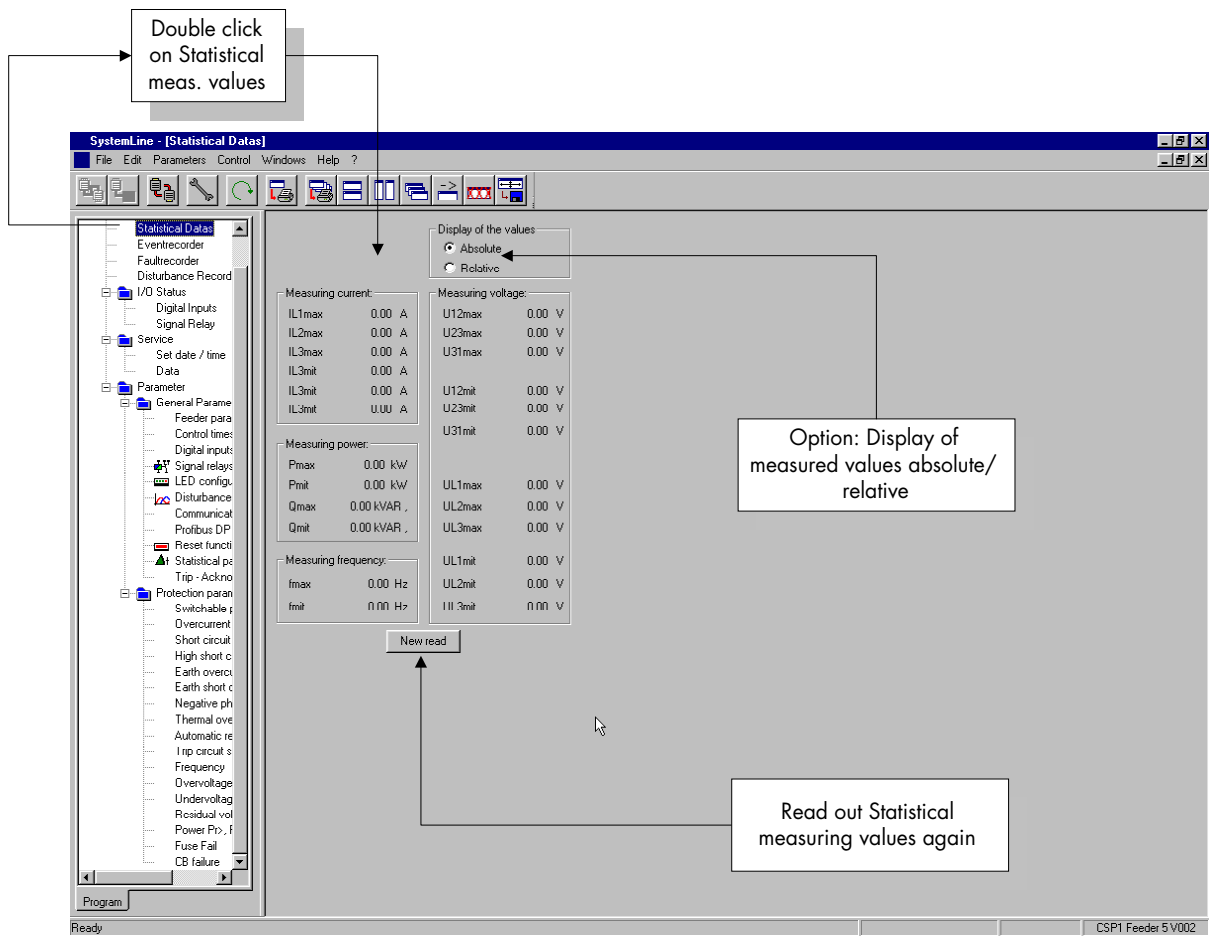 Double click
on Statistical
meas. values
SystemLine - [Statistical Datas]
File Edit Parameters Control Windows Help ?
Statistical Datas
Eventrecorder
Faultrecorder
Disturbance Record
I/O Status
Digital Inputs
Signal Relay
Service
Set date / time
Data
Parameter
General Parame
Feeder para
Control times
Digital inputs
Signal relays
LED configu
Disturbance
Communicat
Profibus DP
Reset functi
Statistical pa
Trip - Ackno
Protection param
Switchable p
Overcurrent
Short circuit
High short c
Earth overcu
Earth short c
Negative ph
Thermal ove
Automatic re
Trip circuit s
Frequency
Overvoltage
Undervoltag
Residual vol
Power Pr>, F
Fuse Fail
CB failure
Program
Display of the values
Absolute
Relative
Measuring current:
IL1max 0.00 A
IL2max 0.00 A
IL3max 0.00 A
IL3mit 0.00 A
IL3mit 0.00 A
IL3mit 0.00 A
Measuring power:
Pmax 0.00 kW
Pmit 0.00 kW
Qmax 0.00 kVAR ,
Qmit 0.00 kVAR ,
Measuring frequency:
fmax 0.00 Hz
fmit 0.00 Hz
Measuring voltage:
U12max 0.00 V
U23max 0.00 V
U31max 0.00 V
U12mit 0.00 V
U23mit 0.00 V
U31mit 0.00 V
UL1max 0.00 V
UL2max 0.00 V
UL3max 0.00 V
UL1mit 0.00 V
UL2mit 0.00 V
UL3mit 0.00 V
New read
Option: Display of
measured values absolute/
relative
Read out Statistical
measuring values again
Ready
CSP1 Feeder 5 V002